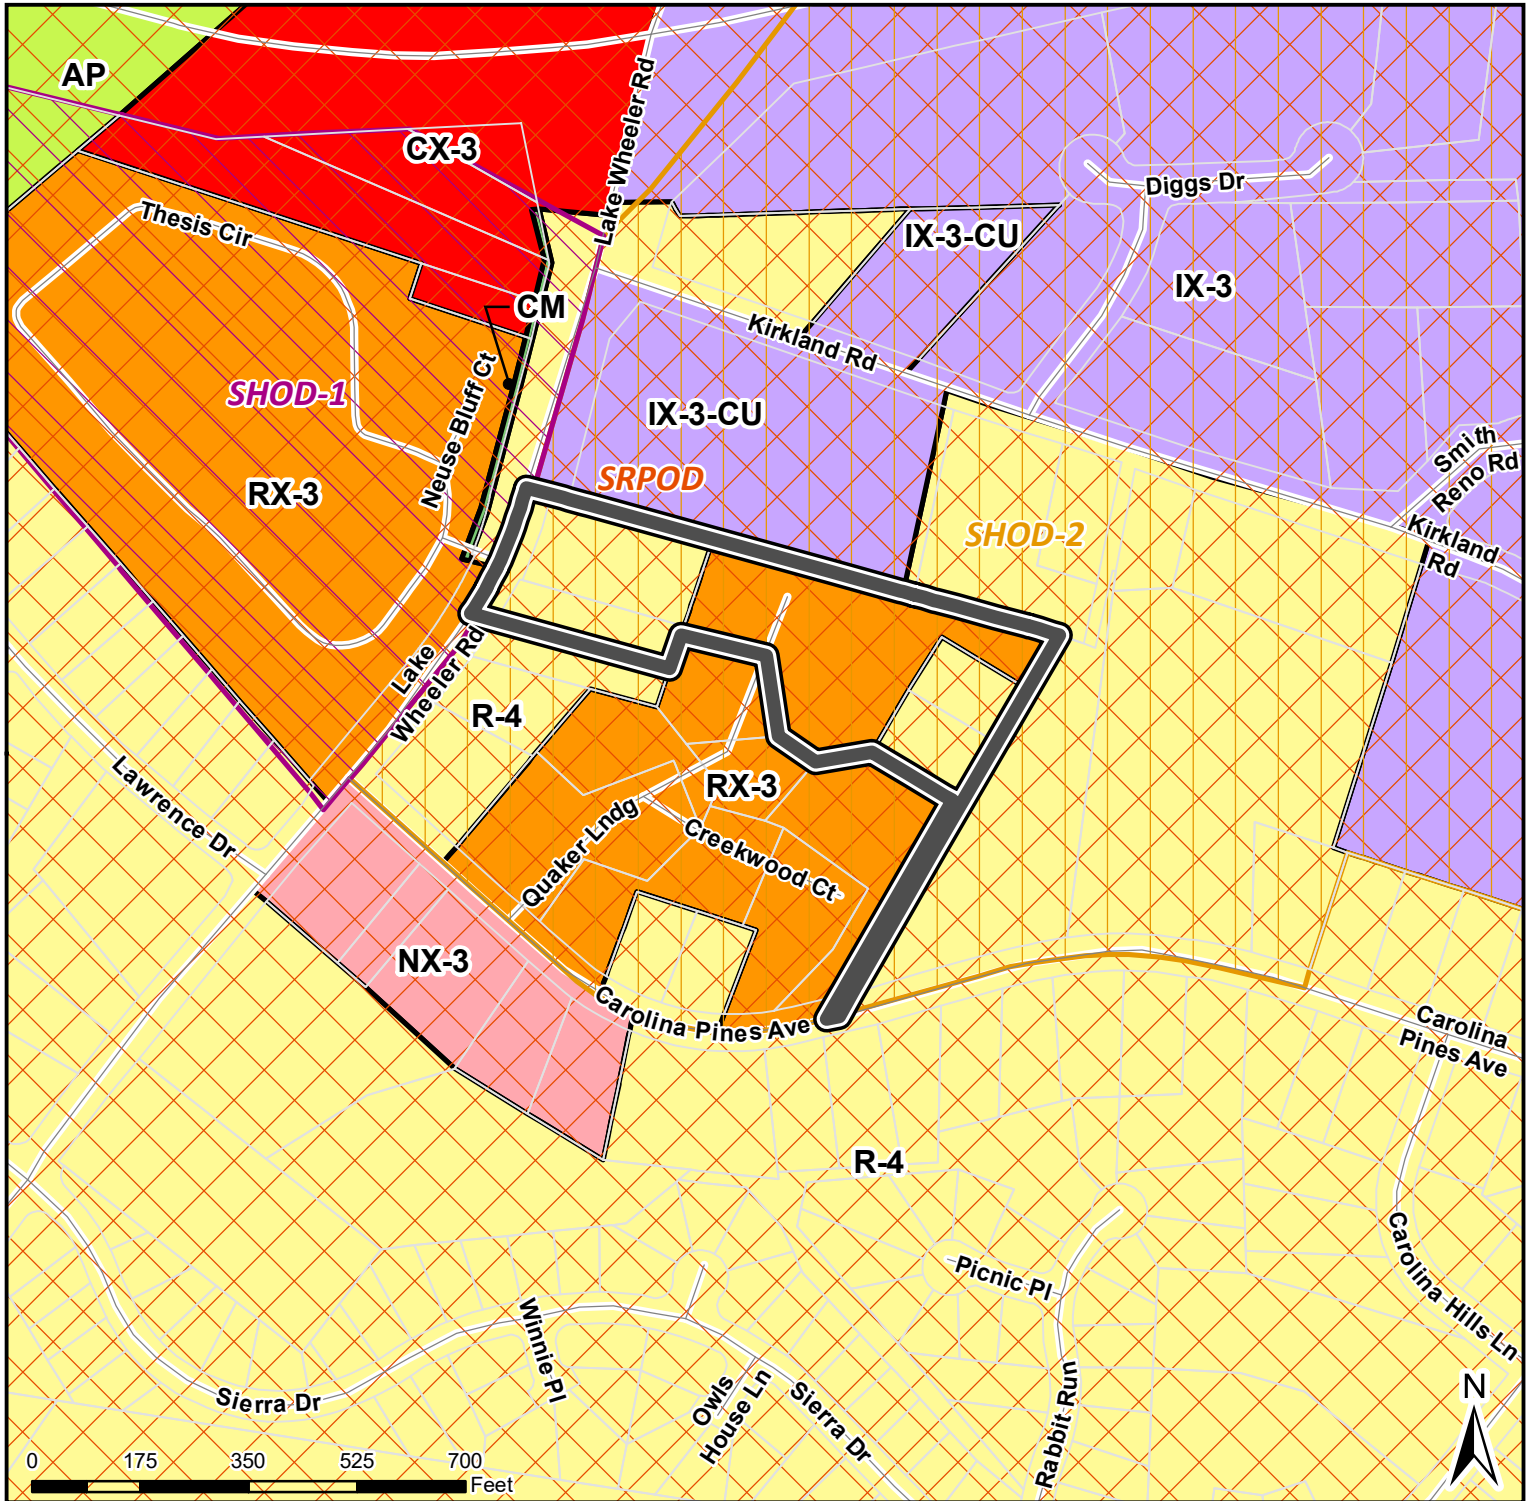 AP
CX-3
Lake Wheeler Rd
Thesis Cir
Diggs Dr
IX-3-CU
IX-3
CM
Kirkland Rd
SHOD-1
Neuse Bluff Ct
IX-3-CU
SRPOD
RX-3
SHOD-2
Smith
Reno Rd
Kirkland
Rd
Lake
Wheeler Rd
R-4
Lawrence Dr
RX-3
Quaker Lndg
Creekwood Ct
NX-3
Carolina Pines Ave
Carolina
Pines Ave
R-4
Carolina Hills Ln
Picnic Pl
Winnie Pl
Sierra Dr
Owls
House Ln
Sierra Dr
Rabbit Run
N
0 175 350 525 700
Feet